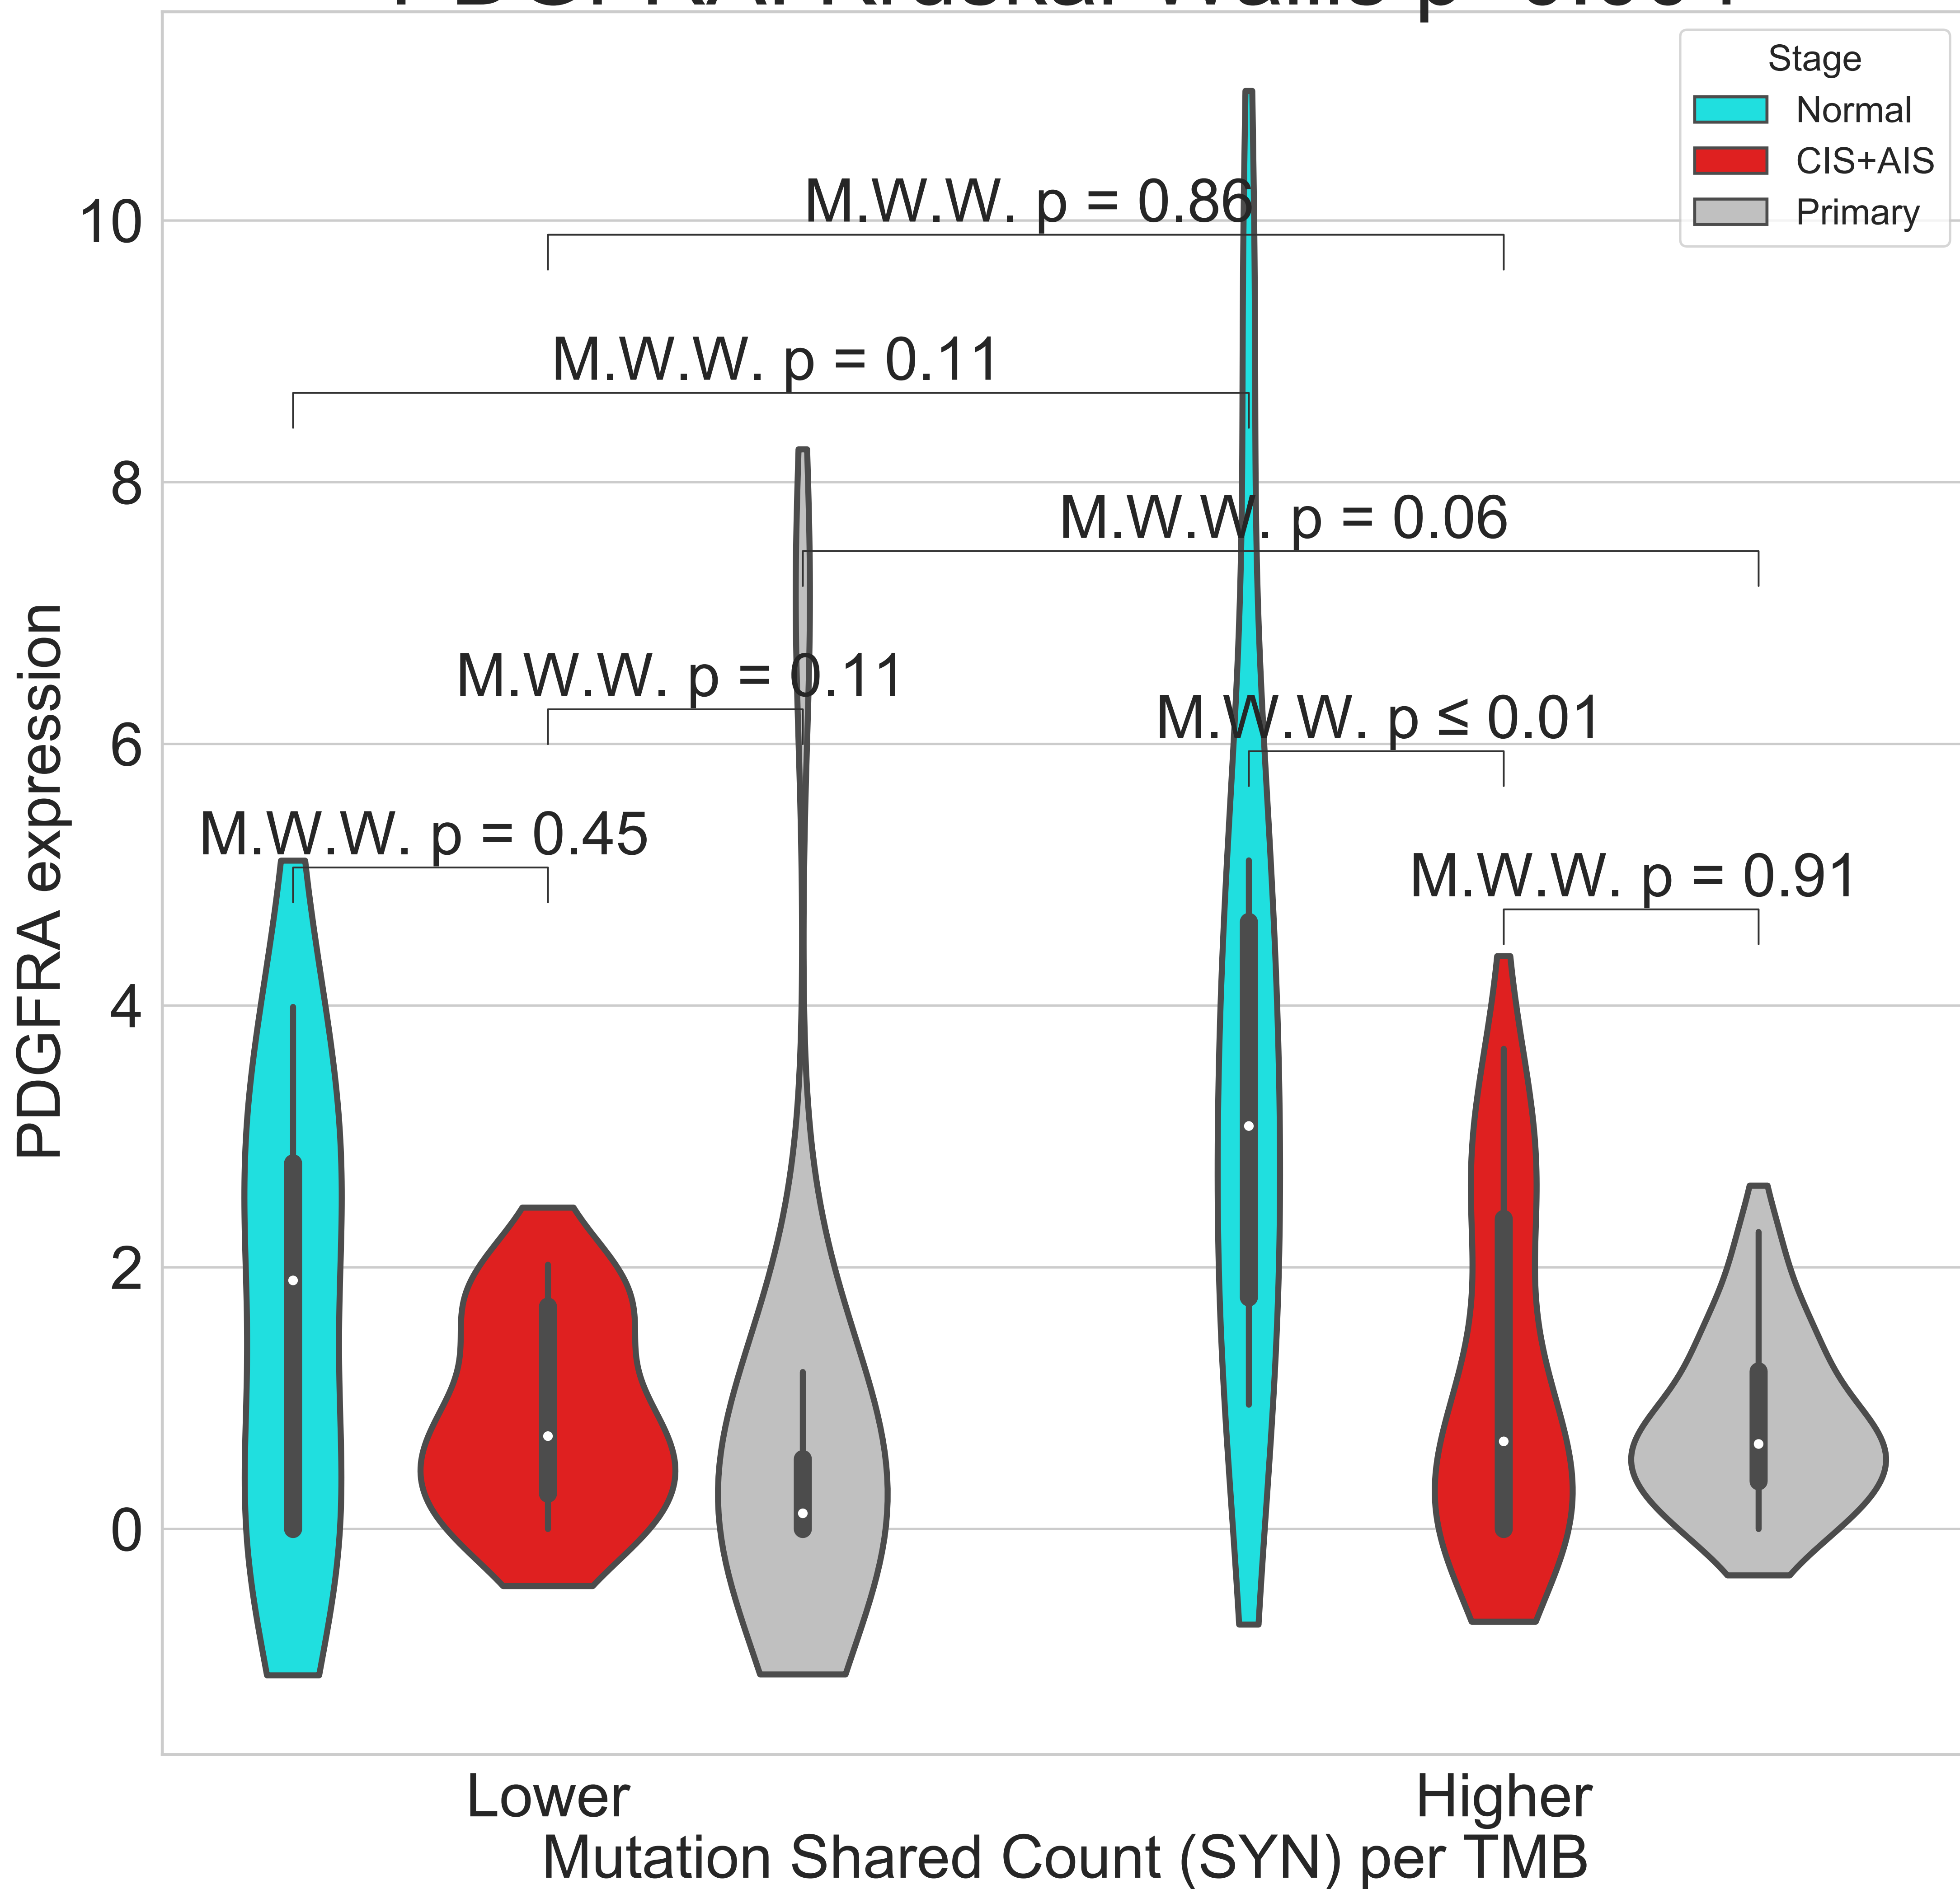 Stage
Normal
CIS+AIS
Primary
M.W.W. p = 0.86
M.W.W. p = 0.11
M.W.W. p = 0.06
M.W.W. p = 0.11
M.W.W. p ≤ 0.01
M.W.W. p = 0.45
M.W.W. p = 0.91
10
8
6
4
2
0
PDGFRA expression
Lower
Higher
Mutation Shared Count (SYN) per TMB